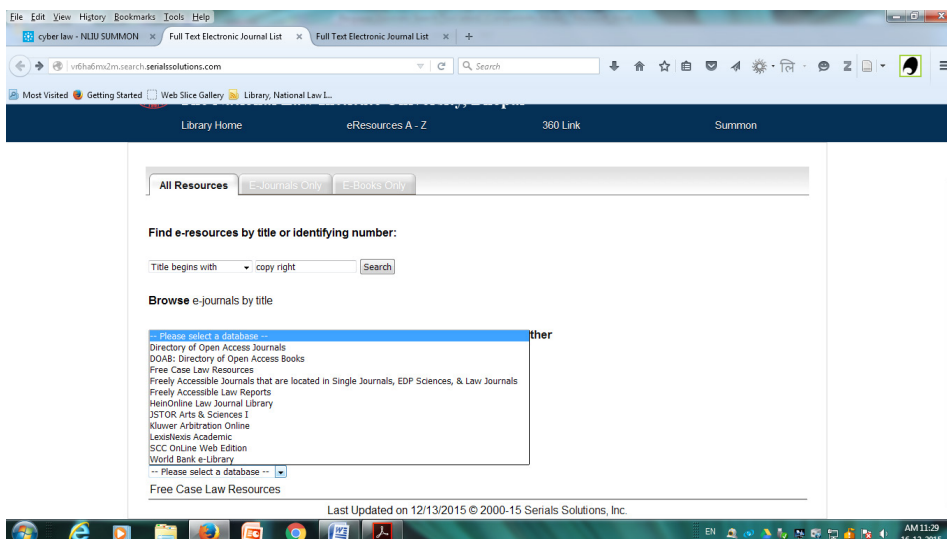 File Edit View History Bookmarks Tools Help
cyber law - NLIU SUMMON × Full Text Electronic Journal List × Full Text Electronic Journal List × +
vr6ha6mx2m.search.serialssolutions.com Search
Most Visited Getting Started Web Slice Gallery Library, National Law I...
Library Home eResources A - Z 360 Link Summon
All Resources E-Journals Only E-Books Only
Find e-resources by title or identifying number:
Title begins with copy right Search
Browse e-journals by title
-- Please select a database -- ther
Directory of Open Access Journals
DOAB: Directory of Open Access Books
Free Case Law Resources
Freely Accessible Journals that are located in Single Journals, EDP Sciences, & Law Journals
Freely Accessible Law Reports
HeinOnline Law Journal Library
JSTOR Arts & Sciences I
Kluwer Arbitration Online
LexisNexis Academic
SCC OnLine Web Edition
World Bank e-Library
-- Please select a database --
Free Case Law Resources
Last Updated on 12/13/2015 © 2000-15 Serials Solutions, Inc.
EN AM 11:29